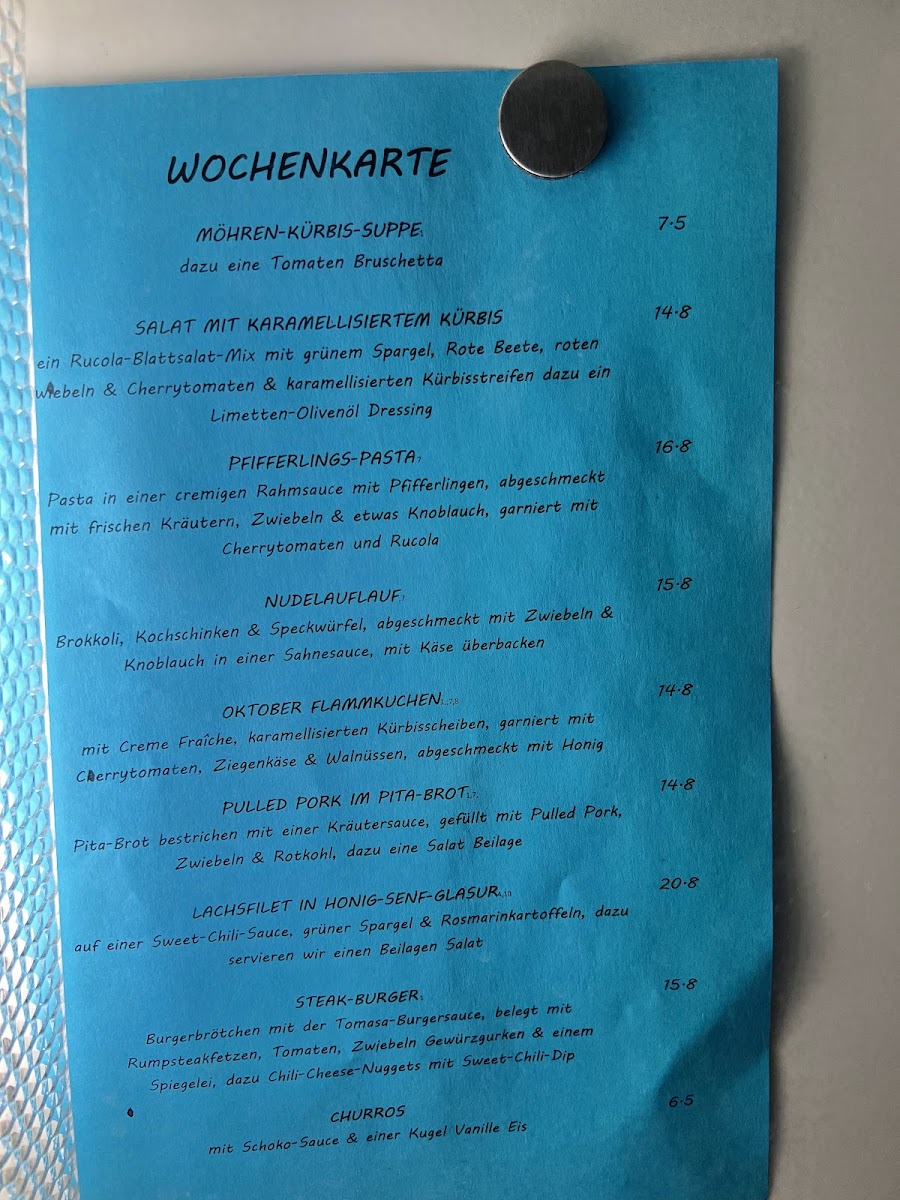 WOCHENKARTE
MÖHREN-KÜRBIS-SUPPE 7.5
dazu eine Tomaten Bruschetta
SALAT MIT KARAMELLISIERTEM KÜRBIS 14.8
ein Rucola-Blattsalat-Mix mit grünem Spargel, Rote Beete, roten
wiebeln & Cherrytomaten & karamellisierten Kürbisstreifen dazu ein
Limetten-Olivenöl Dressing
PFIFFERLINGS-PASTA 16.8
Pasta in einer cremigen Rahmsauce mit Pfifferlingen, abgeschmeckt
mit frischen Kräutern, Zwiebeln & etwas Knoblauch, garniert mit
Cherrytomaten und Rucola
NUDELAUFLAUF 15.8
Brokkoli, Kochschinken & Speckwürfel, abgeschmeckt mit Zwiebeln &
Knoblauch in einer Sahnesauce, mit Käse überbacken
OKTOBER FLAMMKUCHEN 14.8
mit Creme Fraîche, karamellisierten Kürbisscheiben, garniert mit
Cherrytomaten, Ziegenkäse & Walnüssen, abgeschmeckt mit Honig
PULLED PORK IM PITA-BROT 14.8
Pita-Brot bestrichen mit einer Kräutersauce, gefüllt mit Pulled Pork,
Zwiebeln & Rotkohl, dazu eine Salat Beilage
LACHSFILET IN HONIG-SENF-GLASUR 20.8
auf einer Sweet-Chili-Sauce, grüner Spargel & Rosmarinkartoffeln, dazu
servieren wir einen Beilagen Salat
STEAK-BURGER 15.8
Burgerbrötchen mit der Tomasa-Burgersauce, belegt mit
Rumpsteakfetzen, Tomaten, Zwiebeln Gewürzgurken & einem
Spiegelei, dazu Chili-Cheese-Nuggets mit Sweet-Chili-Dip
CHURROS 6.5
mit Schoko-Sauce & einer Kugel Vanille Eis